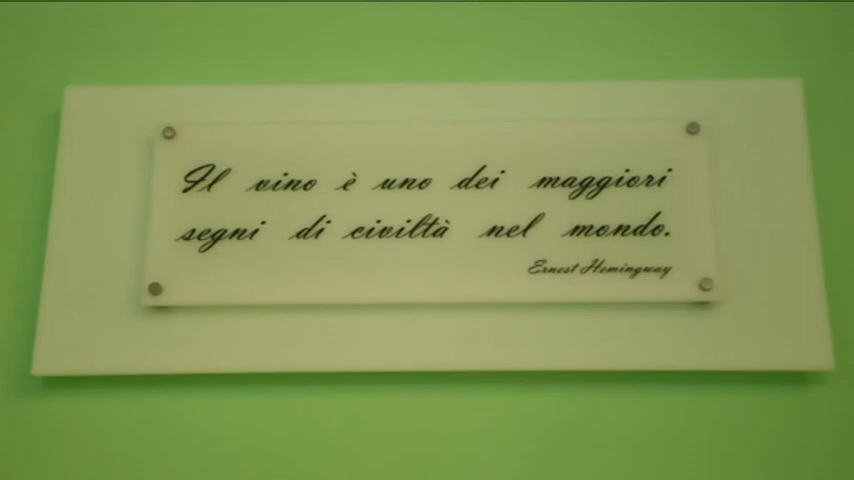 Il vino è uno dei maggiori
segni di civiltà nel mondo.
Ernest Hemingway